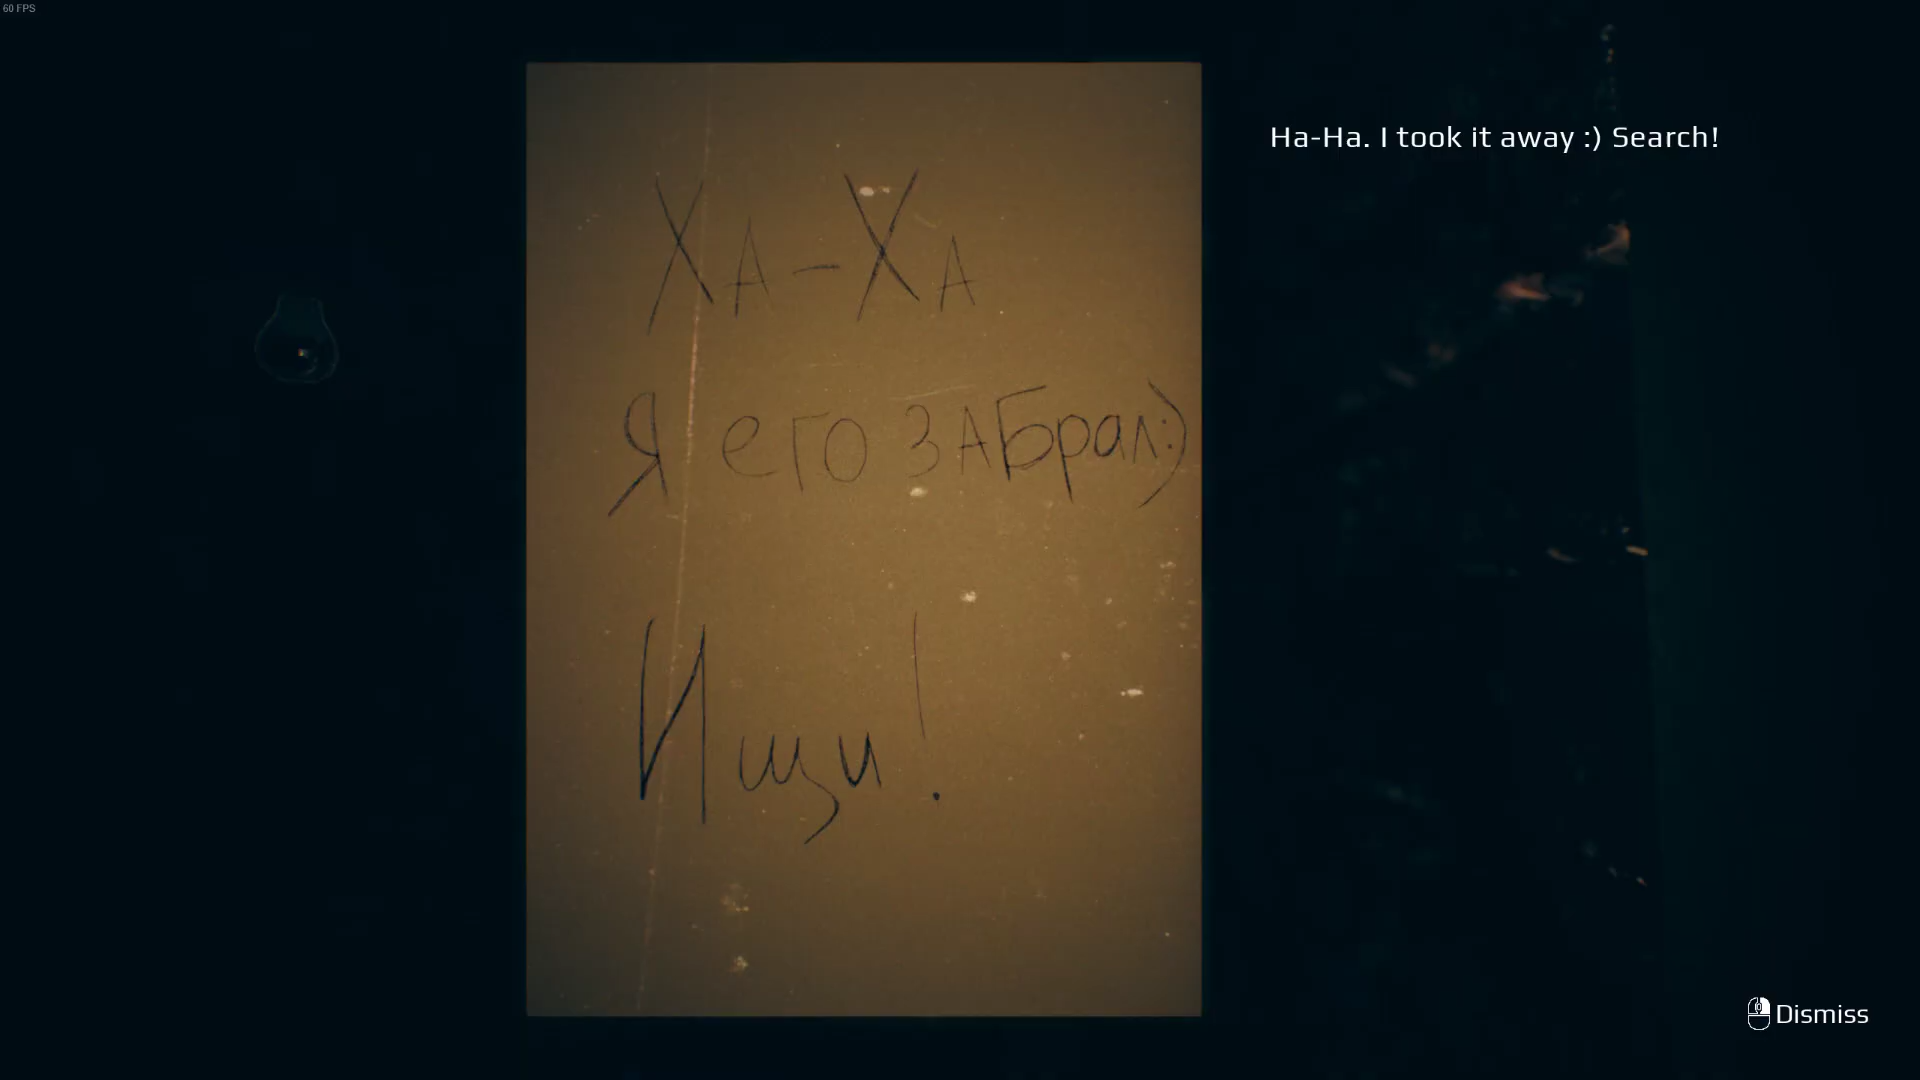 60 FPS
Ха-Ха
Я его забрал:)
Ищи!
Ha-Ha. I took it away :) Search!
Dismiss